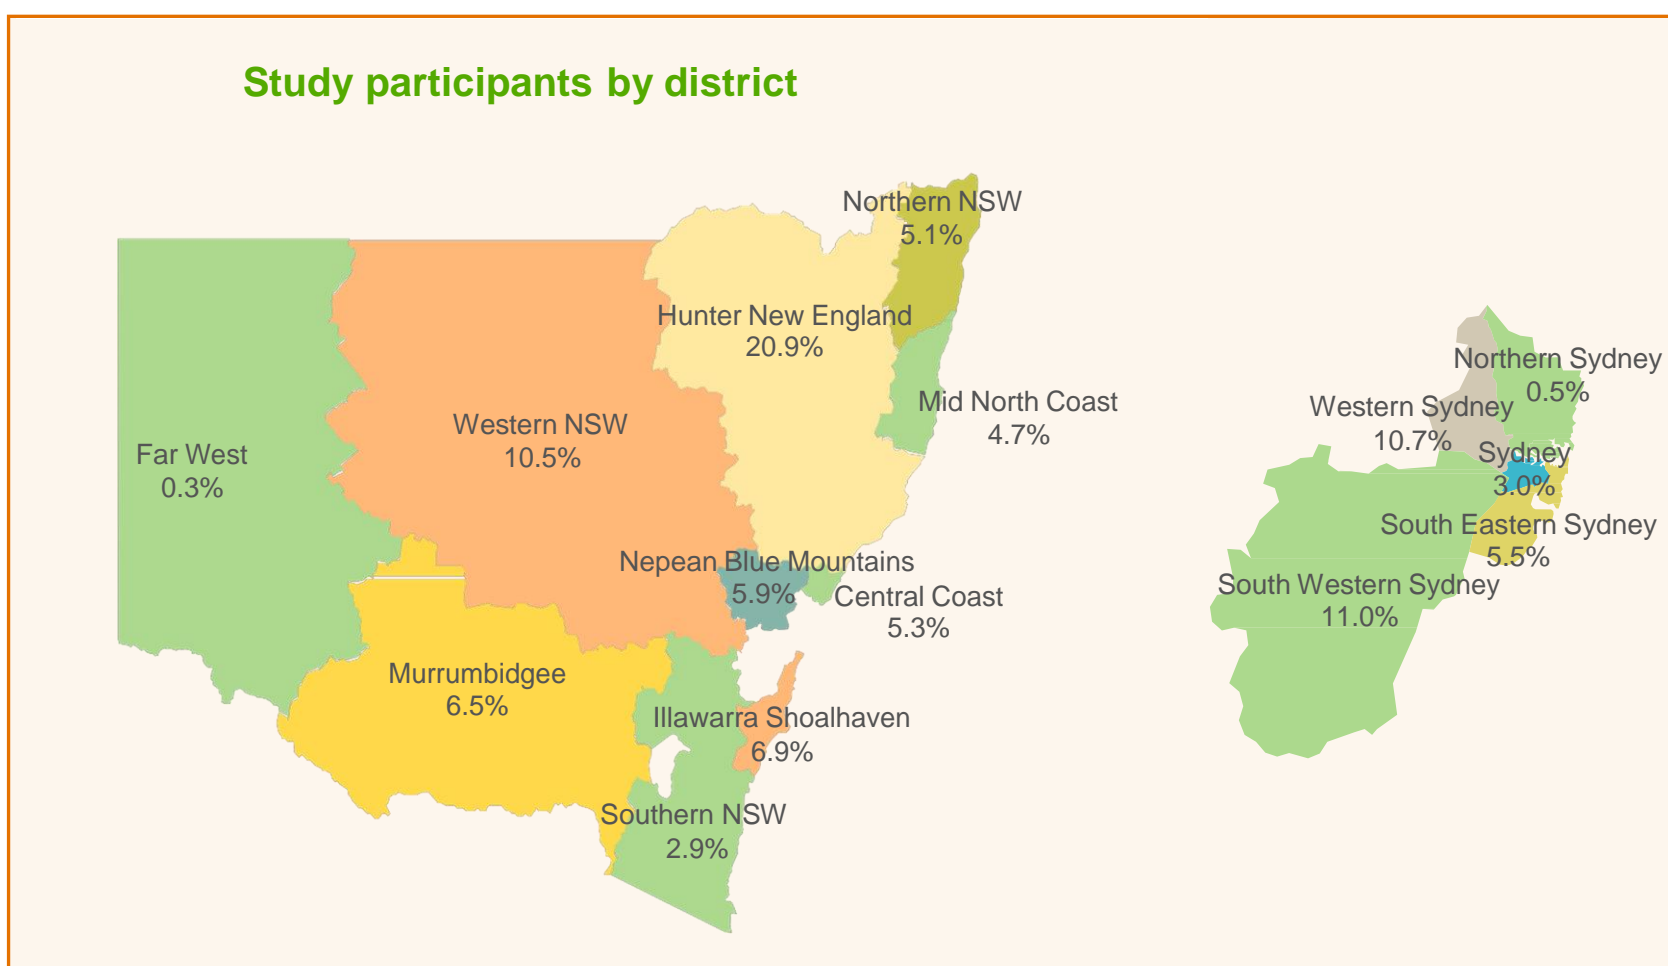 Study participants by district
Northern NSW
5.1%
Hunter New England
20.9%
Mid North Coast
4.7%
Western NSW
10.5%
Far West
0.3%
Nepean Blue Mountains
5.9%
Central Coast
5.3%
Murrumbidgee
6.5%
Illawarra Shoalhaven
6.9%
Southern NSW
2.9%
Northern Sydney
0.5%
Western Sydney
10.7%
Sydney
3.0%
South Eastern Sydney
5.5%
South Western Sydney
11.0%